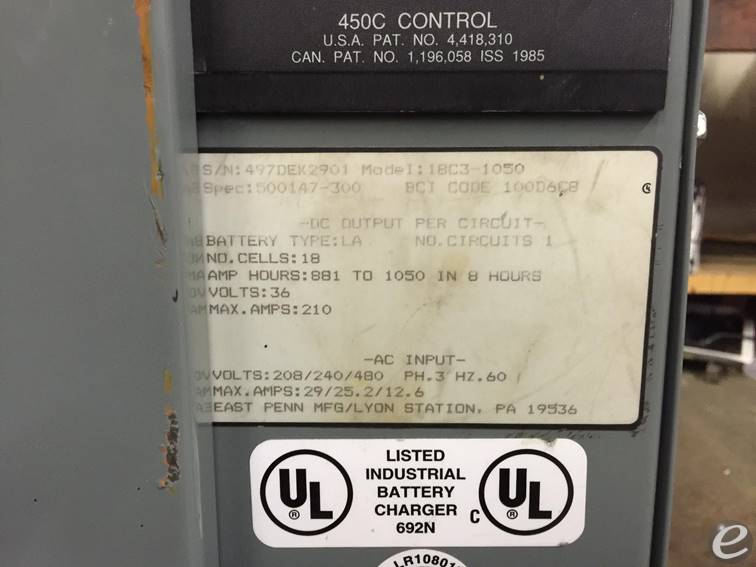 450C CONTROL
U.S.A. PAT. NO. 4,418,310
CAN. PAT. NO. 1,196,058 ISS 1985
S/N:497DEK2901 Model:18C3-1050
Spec:500147-300 BCI CODE 100D6C8
-DC OUTPUT PER CIRCUIT-
BATTERY TYPE:LA NO.CIRCUITS 1
NO.CELLS:18
AMP HOURS:881 TO 1050 IN 8 HOURS
VOLTS:36
MAX.AMPS:210
-AC INPUT-
VOLTS:208/240/480 PH.3 HZ.60
MAX.AMPS:29/25.2/12.6
EAST PENN MFG/LYON STATION, PA 19536
UL
LISTED
INDUSTRIAL
BATTERY
CHARGER
692N
C UL
LR10801
e